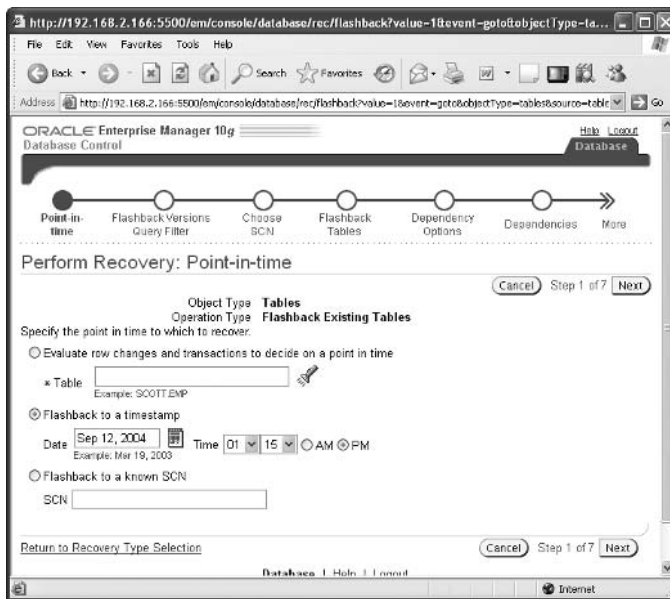 http://192.168.2.166:5500/em/console/database/rec/flashback?value=1&event=goto&objectType=ta...
File Edit View Favorites Tools Help
Back Search Favorites
Address http://192.168.2.166:5500/em/console/database/rec/flashback?value=1&event=goto&objectType=tables&source=table Go
ORACLE Enterprise Manager 10g
Database Control
Help Logout
Database
Point-in-time
Flashback Versions Query Filter
Choose SCN
Flashback Tables
Dependency Options
Dependencies
More
Perform Recovery: Point-in-time
Cancel Step 1 of 7 Next
Object Type Tables
Operation Type Flashback Existing Tables
Specify the point in time to which to recover.
Evaluate row changes and transactions to decide on a point in time
* Table
Example: SCOTT.EMP
Flashback to a timestamp
Date Sep 12, 2004 Time 01 15 AM PM
Example: Mar 19, 2003
Flashback to a known SCN
SCN
Return to Recovery Type Selection
Cancel Step 1 of 7 Next
Database | Help | Logout
Internet